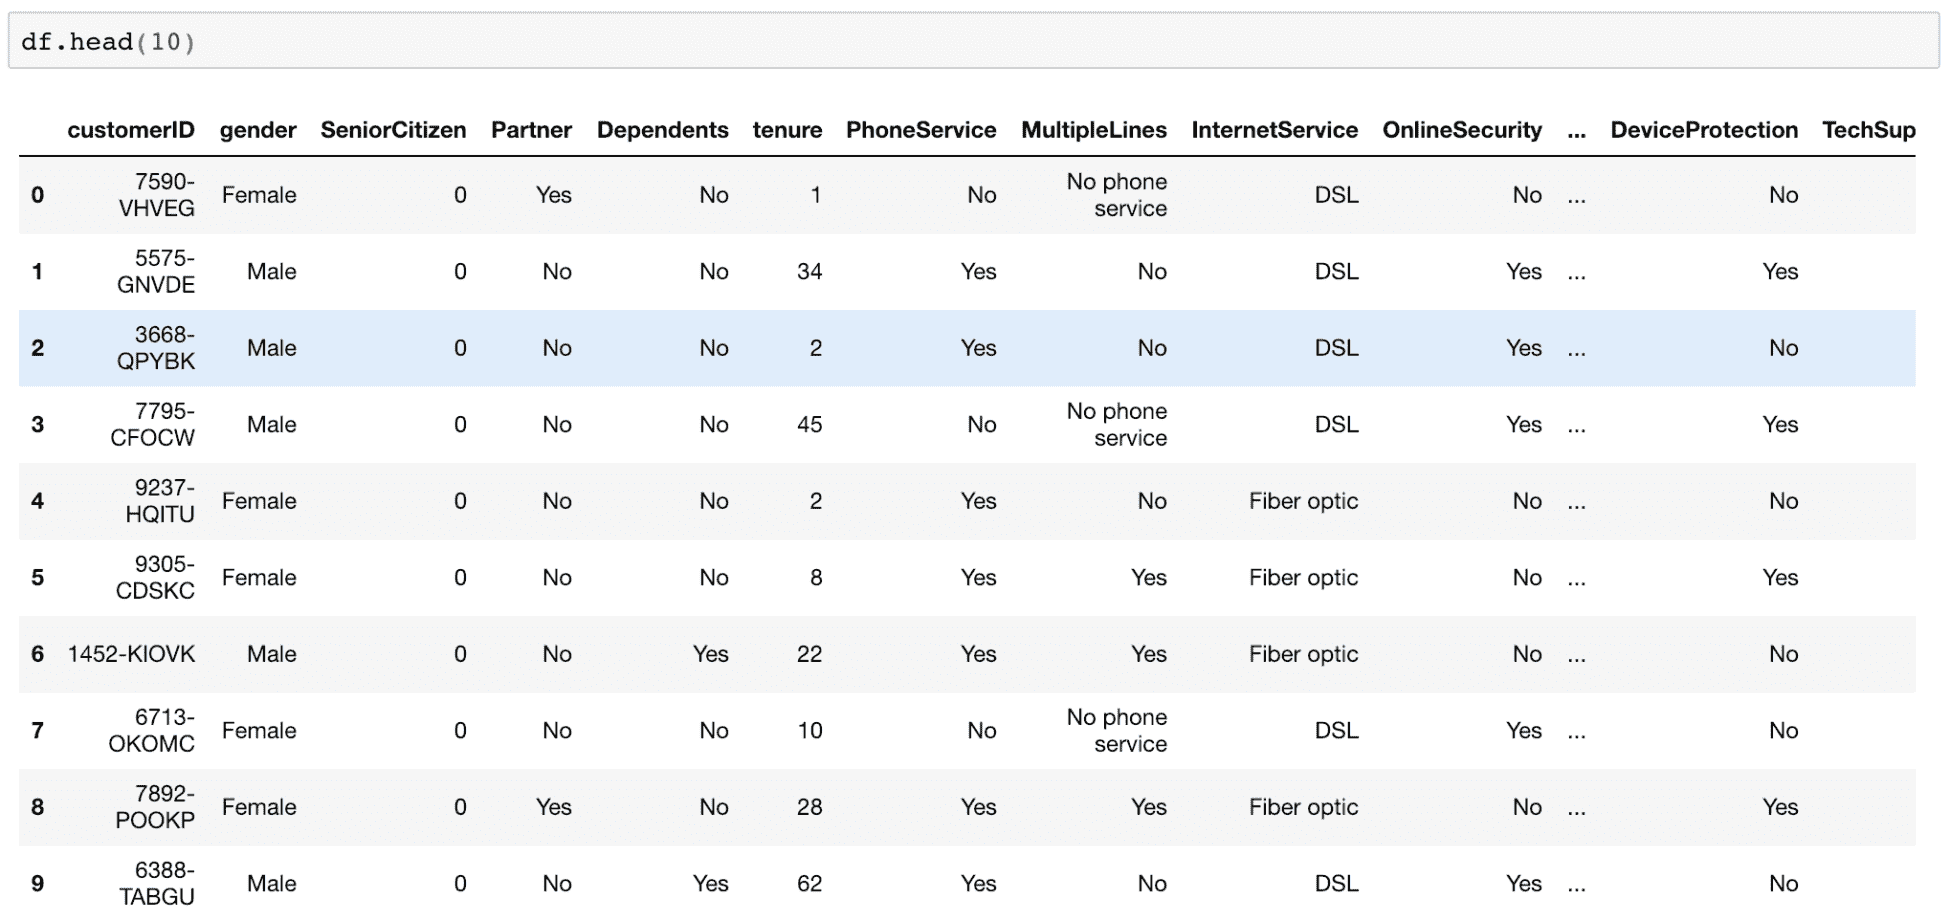 df.head(10)
customerID gender SeniorCitizen Partner Dependents tenure PhoneService MultipleLines InternetService OnlineSecurity ... DeviceProtection TechSup
0 7590-VHVEG Female 0 Yes No 1 No No phone service DSL No ... No
1 5575-GNVDE Male 0 No No 34 Yes No DSL Yes ... Yes
2 3668-QPYBK Male 0 No No 2 Yes No DSL Yes ... No
3 7795-CFOCW Male 0 No No 45 No No phone service DSL Yes ... Yes
4 9237-HQITU Female 0 No No 2 Yes No Fiber optic No ... No
5 9305-CDSKC Female 0 No No 8 Yes Yes Fiber optic No ... Yes
6 1452-KIOVK Male 0 No Yes 22 Yes Yes Fiber optic No ... No
7 6713-OKOMC Female 0 No No 10 No No phone service DSL Yes ... No
8 7892-POOKP Female 0 Yes No 28 Yes Yes Fiber optic No ... Yes
9 6388-TABGU Male 0 No Yes 62 Yes No DSL Yes ... No